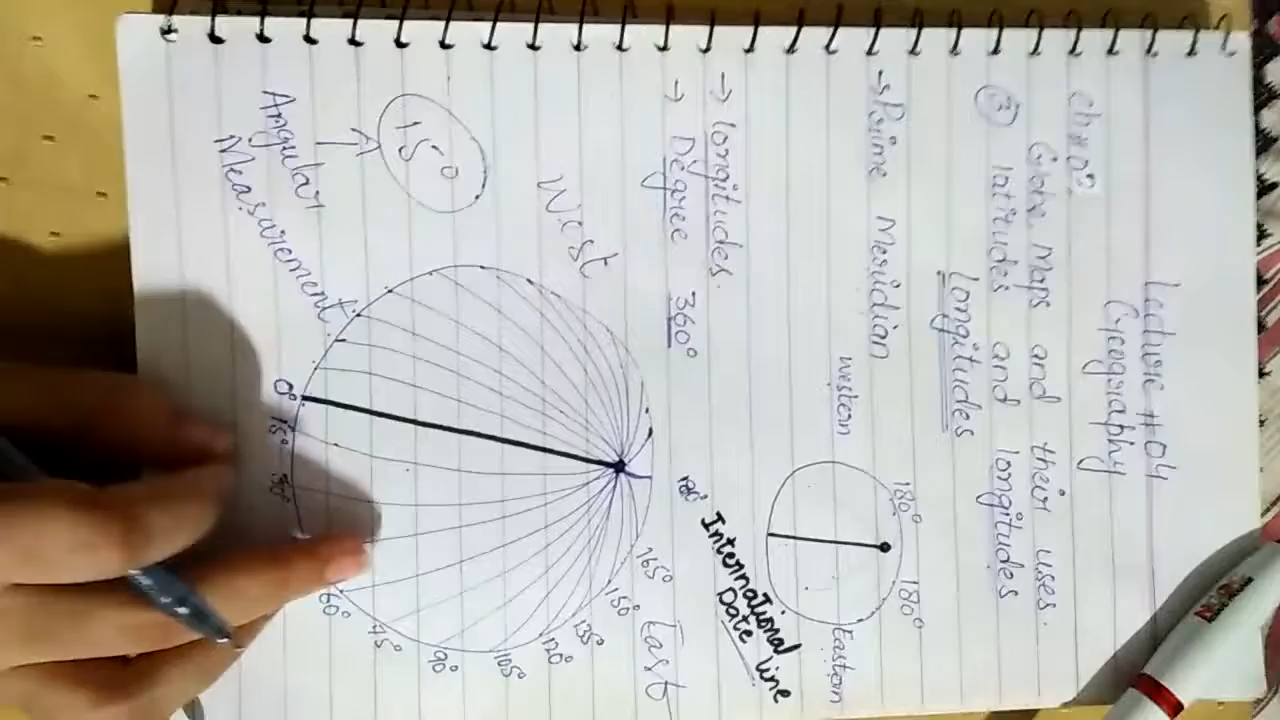 Lecture #04
Gycography
Ch#03
Globe, Maps and their uses.
③ latitudes and longitudes
Longitudes
→ Prime Meridian
180° 180°
western Eastern
→ longitudes.
→ Degree 360°
West
East
180° International
Date line
165°
150°
135°
120°
105°
90°
75°
60°
30°
15°
0°
15°
Angular
Measurement.